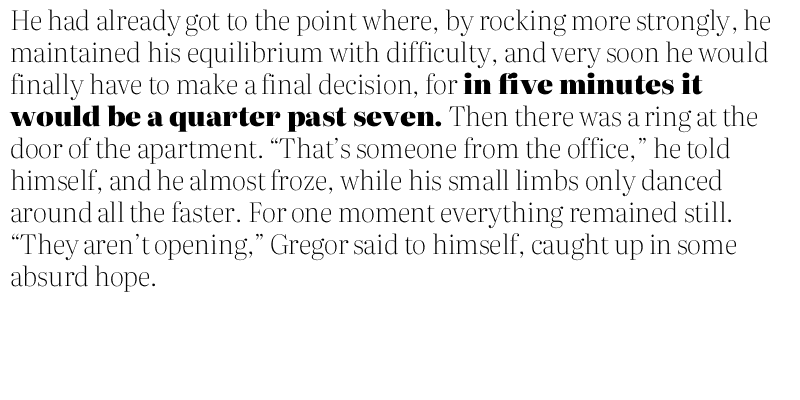 He had already got to the point where, by rocking more strongly, he
maintained his equilibrium with difficulty, and very soon he would
finally have to make a final decision, for in five minutes it
would be a quarter past seven. Then there was a ring at the
door of the apartment. “That’s someone from the office,” he told
himself, and he almost froze, while his small limbs only danced
around all the faster. For one moment everything remained still.
“They aren’t opening,” Gregor said to himself, caught up in some
absurd hope.